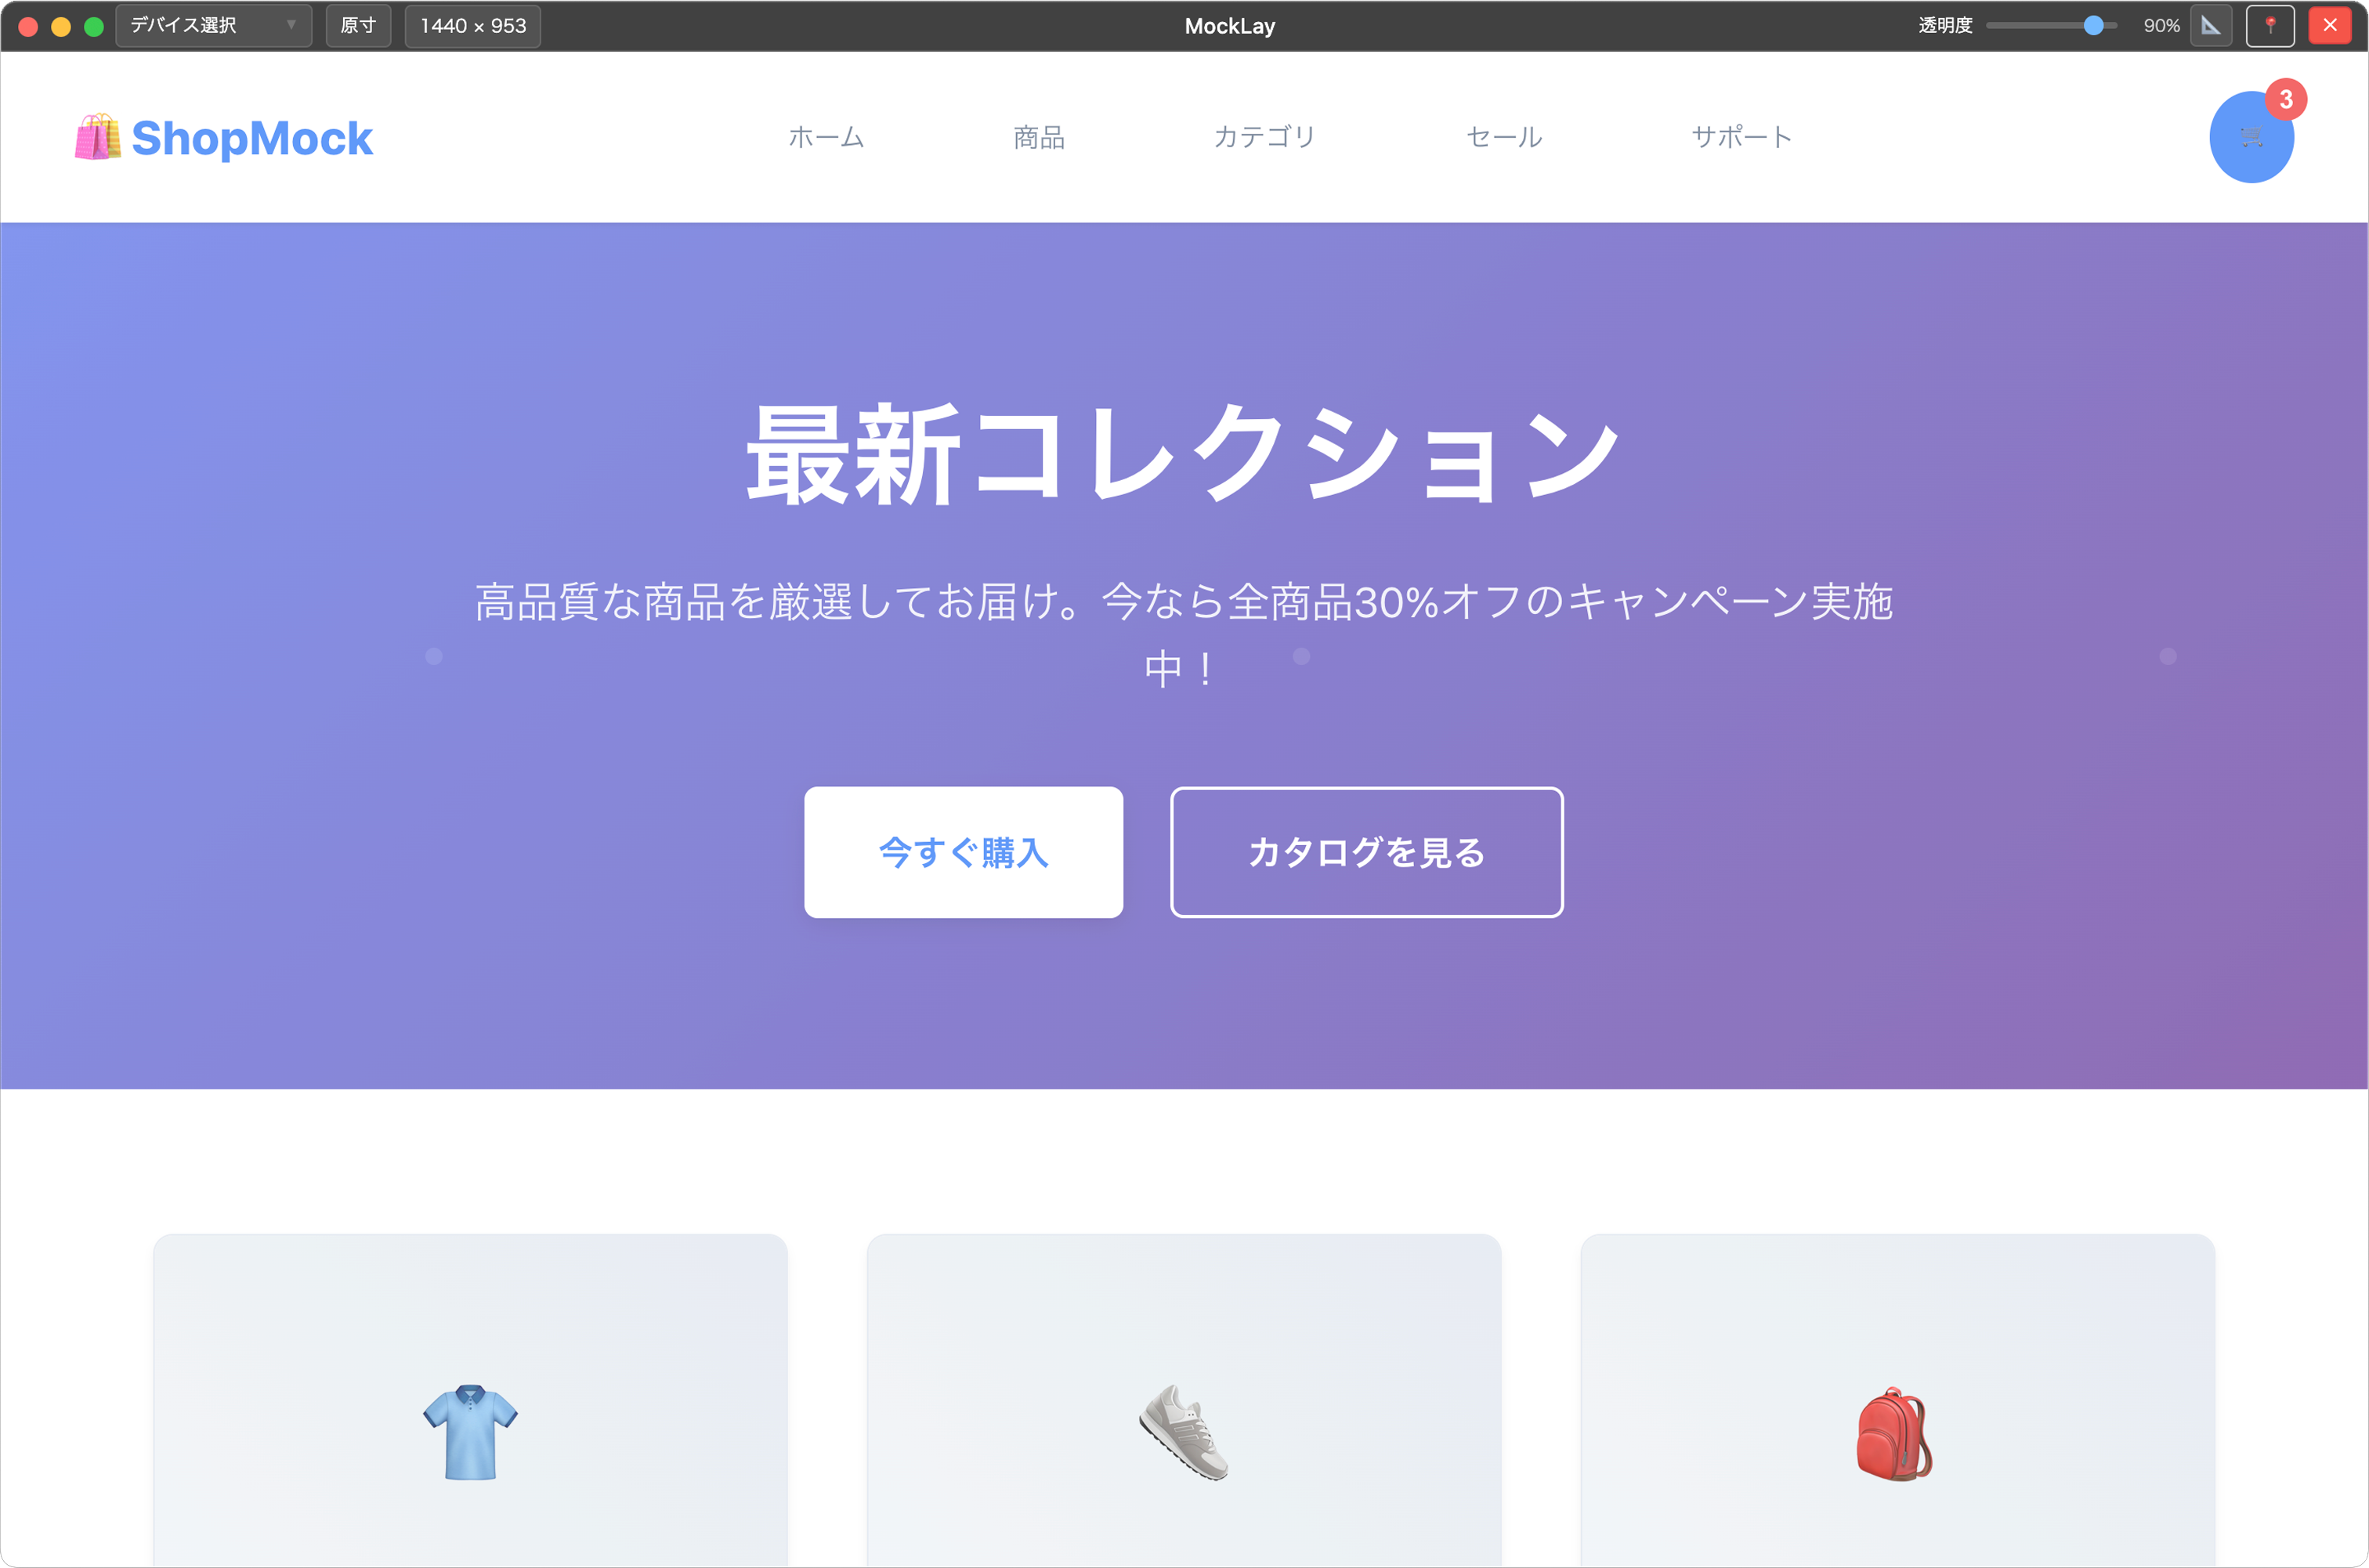 デバイス選択 原寸 1440 × 953 MockLay 透明度 90%
ShopMock ホーム 商品 カテゴリ セール サポート 3
最新コレクション
高品質な商品を厳選してお届け。今なら全商品30%オフのキャンペーン実施
中！
今すぐ購入 カタログを見る